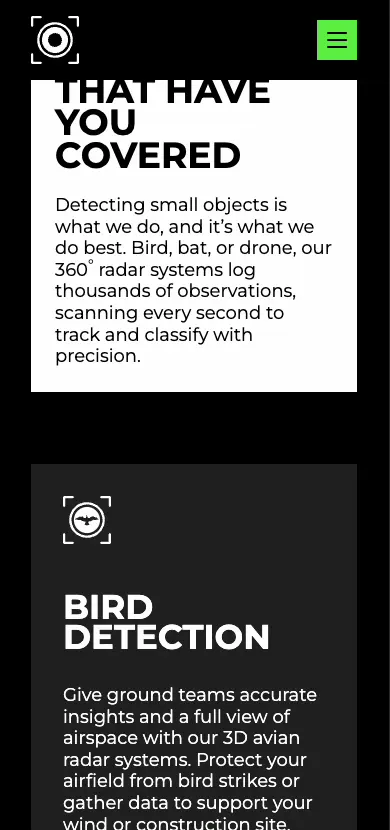 THAT HAVE
YOU
COVERED
Detecting small objects is
what we do, and it’s what we
do best. Bird, bat, or drone, our
360° radar systems log
thousands of observations,
scanning every second to
track and classify with
precision.
BIRD
DETECTION
Give ground teams accurate
insights and a full view of
airspace with our 3D avian
radar systems. Protect your
airfield from bird strikes or
gather data to support your
wind or construction site.